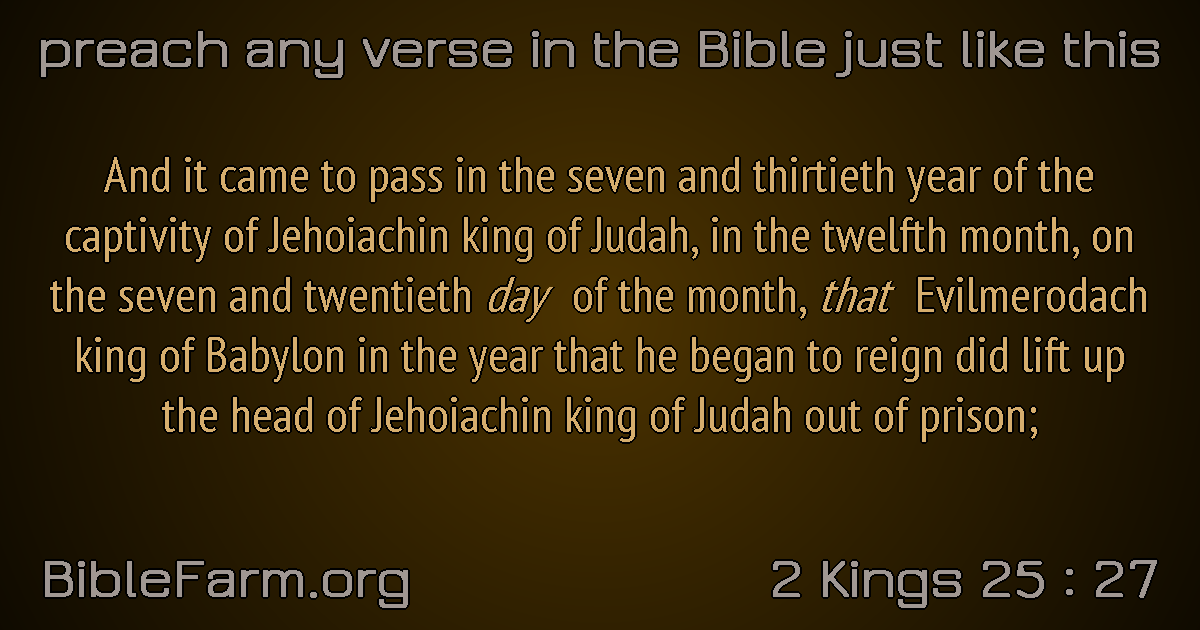 preach any verse in the Bible just like this
And it came to pass in the seven and thirtieth year of the
captivity of Jehoiachin king of Judah, in the twelfth month, on
the seven and twentieth day of the month, that Evilmerodach
king of Babylon in the year that he began to reign did lift up
the head of Jehoiachin king of Judah out of prison;
BibleFarm.org
2 Kings 25 : 27